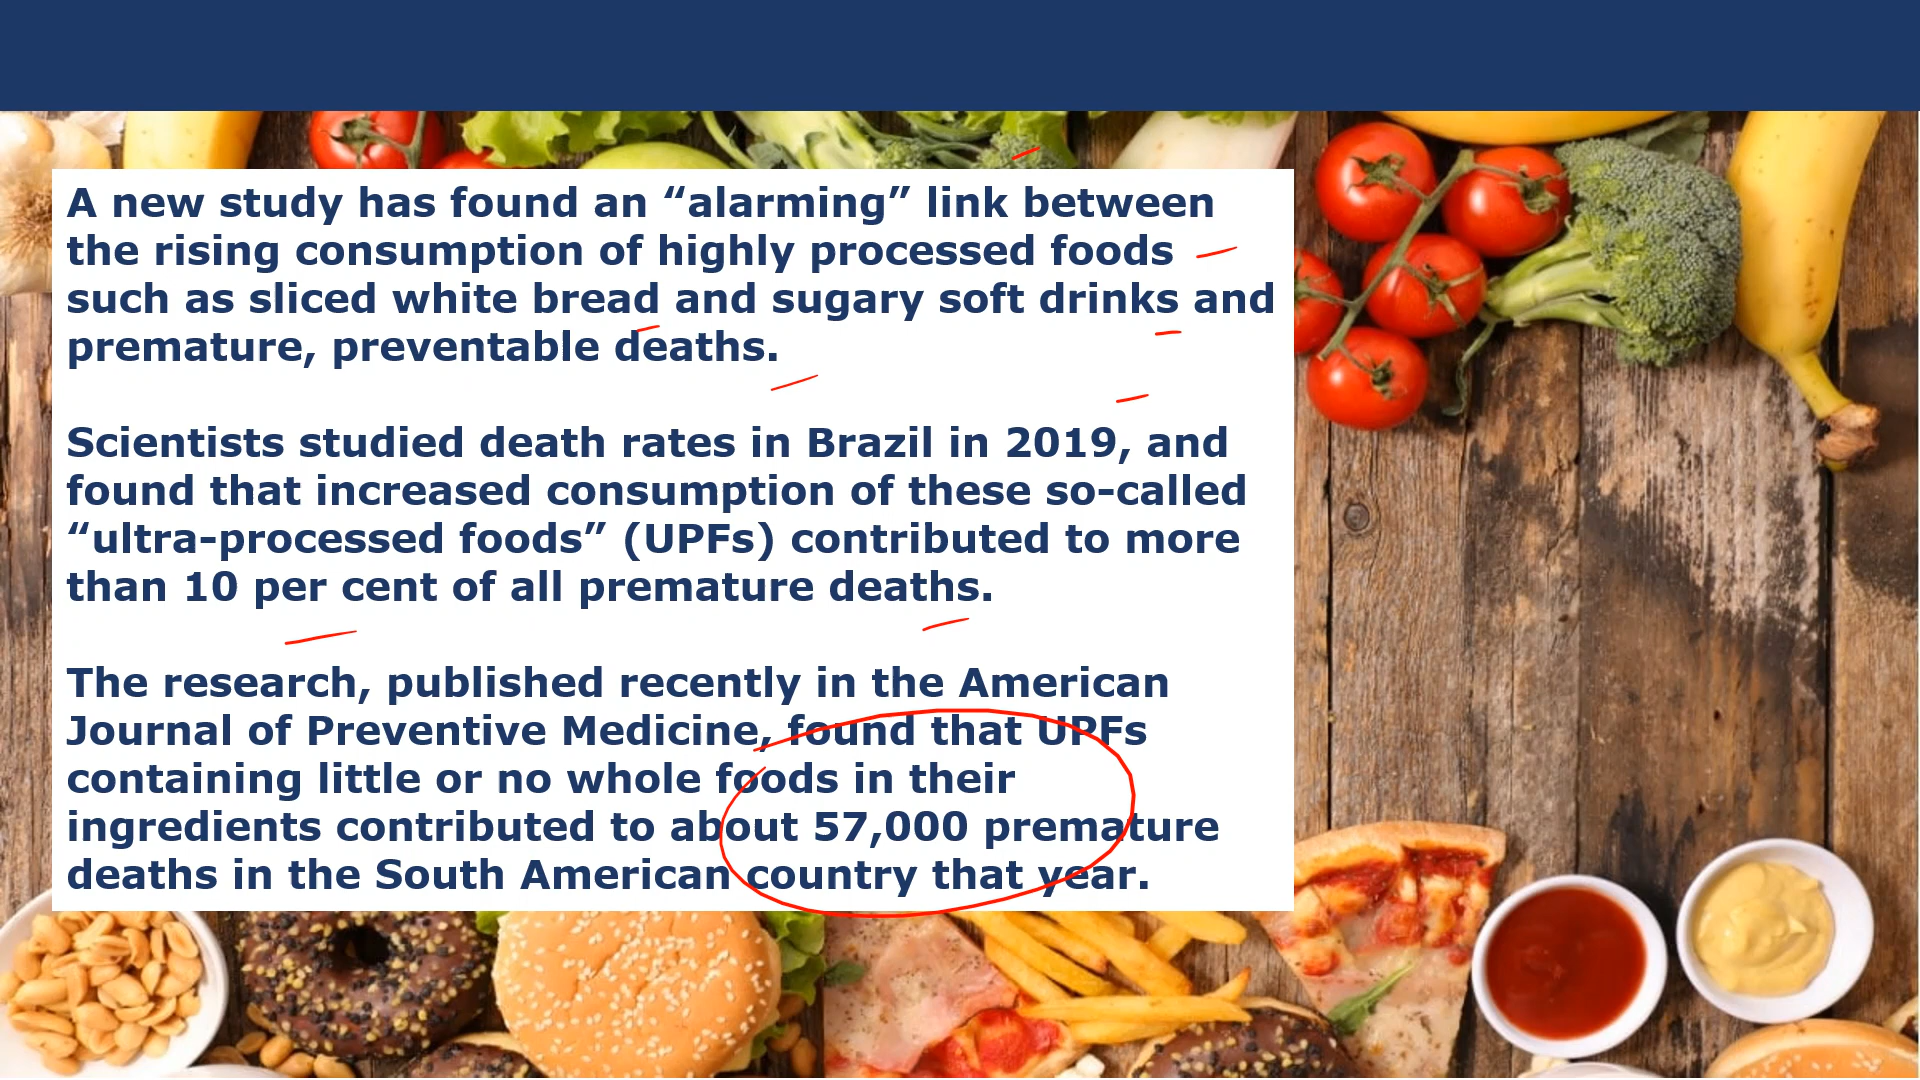 A new study has found an “alarming” link between
the rising consumption of highly processed foods
such as sliced white bread and sugary soft drinks and
premature, preventable deaths.
Scientists studied death rates in Brazil in 2019, and
found that increased consumption of these so-called
“ultra-processed foods” (UPFs) contributed to more
than 10 per cent of all premature deaths.
The research, published recently in the American
Journal of Preventive Medicine, found that UPFs
containing little or no whole foods in their
ingredients contributed to about 57,000 premature
deaths in the South American country that year.